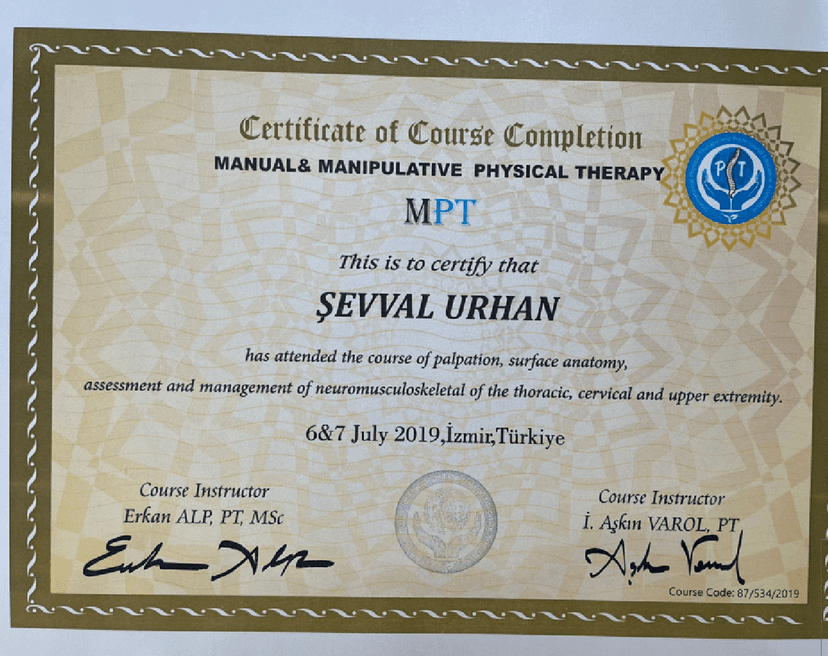 Certificate of Course Completion
MANUAL& MANIPULATIVE PHYSICAL THERAPY
P T
MPT
This is to certify that
ŞEVVAL URHAN
has attended the course of palpation, surface anatomy,
assessment and management of neuromusculoskeletal of the thoracic, cervical and upper extremity.
6&7 July 2019,İzmir,Türkiye
Course Instructor
Erkan ALP, PT, MSc
Course Instructor
İ. Aşkın VAROL, PT
Course Code: 87/534/2019